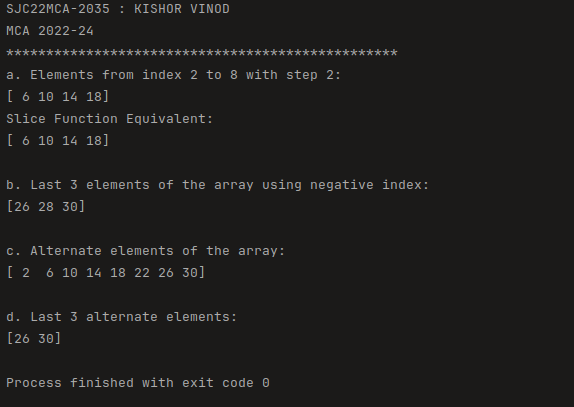 SJC22MCA-2035 : KISHOR VINOD
MCA 2022-24
*************************************************
a. Elements from index 2 to 8 with step 2:
[ 6 10 14 18]
Slice Function Equivalent:
[ 6 10 14 18]
b. Last 3 elements of the array using negative index:
[26 28 30]
c. Alternate elements of the array:
[ 2  6 10 14 18 22 26 30]
d. Last 3 alternate elements:
[26 30]
Process finished with exit code 0